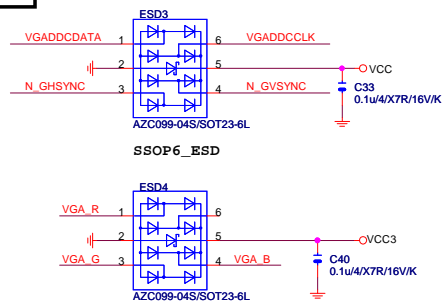 ESD3
VGADDCDATA 1 6 VGADDCCLK
2 5 VCC
N_GHSYNC 3 4 N_GVSYNC
C33
0.1u/4/X7R/16V/K
AZC099-04S/SOT23-6L
SSOP6_ESD
ESD4
VGA_R 1 6
2 5 VCC3
VGA_G 3 4 VGA_B
C40
0.1u/4/X7R/16V/K
AZC099-04S/SOT23-6L